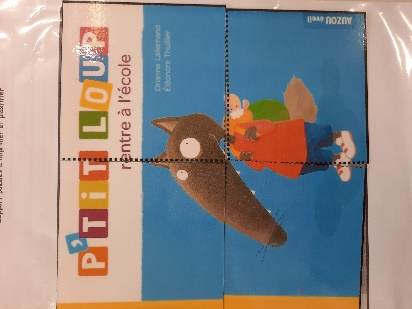 P'TIT LOUP
rentre à l'école
Orianne Lallemand
Éléonore Thuillier
AUZOU éveil